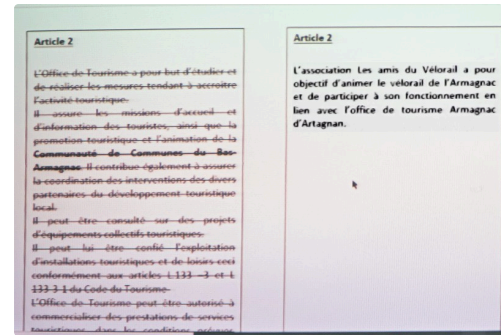 Article 2
L'Office de Tourisme a pour but d'étudier et
de réaliser les mesures tendant à accroître
l'activité touristique.
Il assure les missions d'accueil et
d'information des touristes, ainsi que la
promotion touristique et l'animation de la
Communauté de Communes du Bas-
Armagnac. Il contribue également à assurer
la coordination des interventions des divers
partenaires du développement touristique
local.
Il peut être consulté sur des projets
d'équipements collectifs touristiques.
Il peut lui être confié l'exploitation
d'installations touristiques et de loisirs ceci
conformément aux articles L.133 -3 et L
133-3-1 du Code du Tourisme.
L'Office de Tourisme peut être autorisé à
commercialiser des prestations de services
touristiques dans les conditions prévues
Article 2
L'association Les amis du Vélorail a pour
objectif d'animer le vélorail de l'Armagnac
et de participer à son fonctionnement en
lien avec l'office de tourisme Armagnac
d'Artagnan.